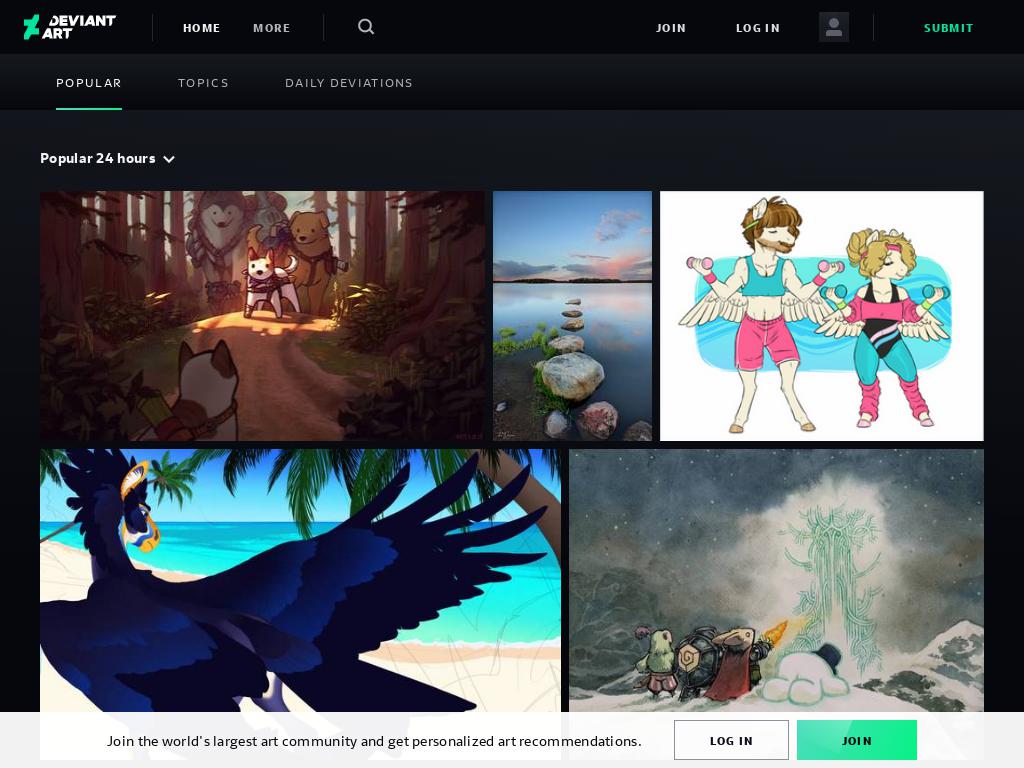 DEVIANT
ART
HOME
MORE
JOIN
LOG IN
SUBMIT
POPULAR
TOPICS
DAILY DEVIATIONS
Popular 24 hours
Join the world's largest art community and get personalized art recommendations.
LOG IN
JOIN